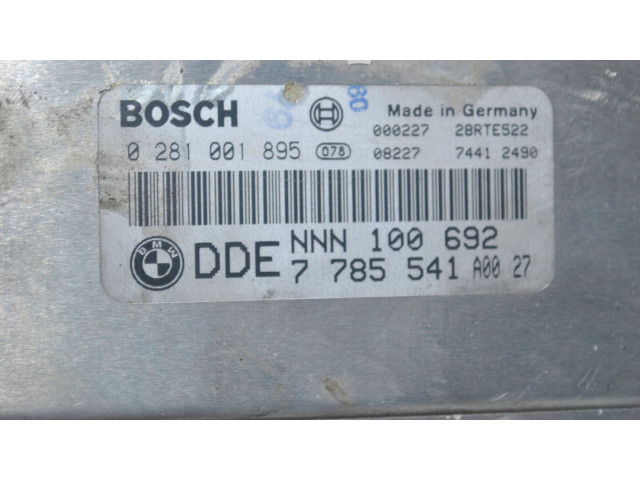 BOSCH Made in Germany
000227 28RTE522
0 281 001 895 078 08227 7441 2490
BMW DDE NNN 100 692
7 785 541 A00 27